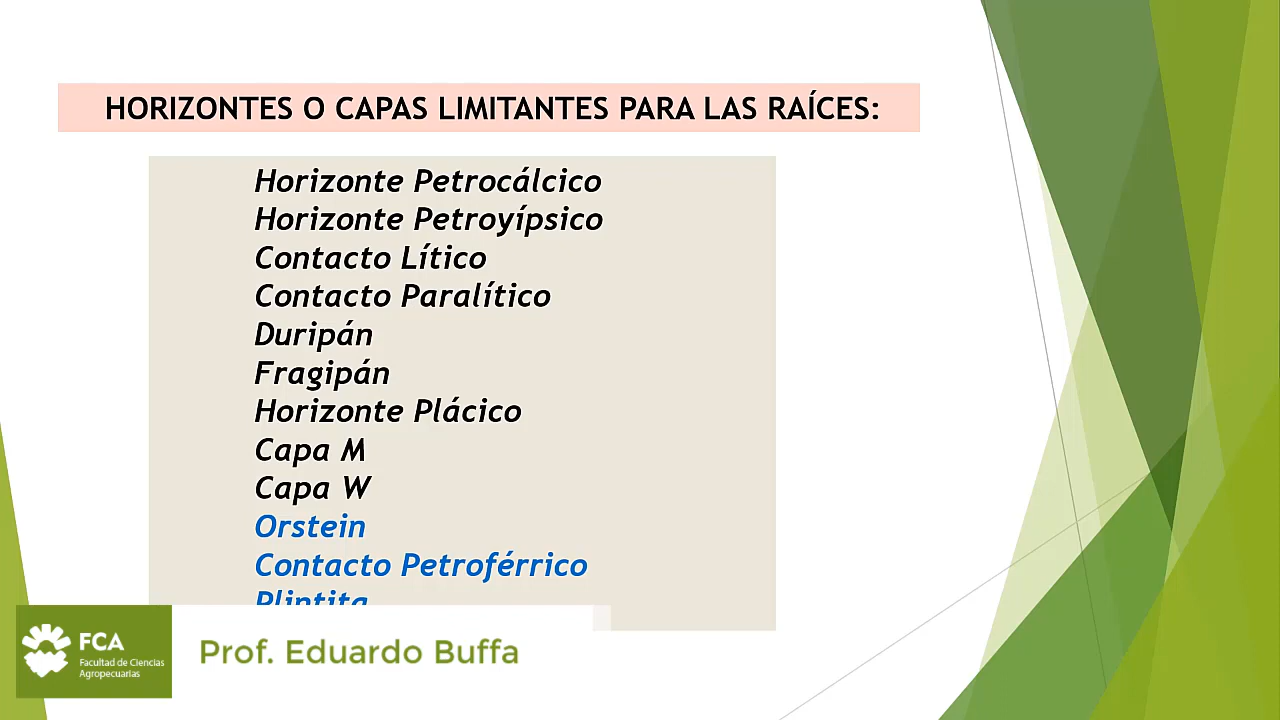 HORIZONTES O CAPAS LIMITANTES PARA LAS RAÍCES:
Horizonte Petrocálcico
Horizonte Petroyípsico
Contacto Lítico
Contacto Paralítico
Duripán
Fragipán
Horizonte Plácico
Capa M
Capa W
Orstein
Contacto Petroférrico
Plintita
FCA
Facultad de Ciencias
Agropecuarias
Prof. Eduardo Buffa